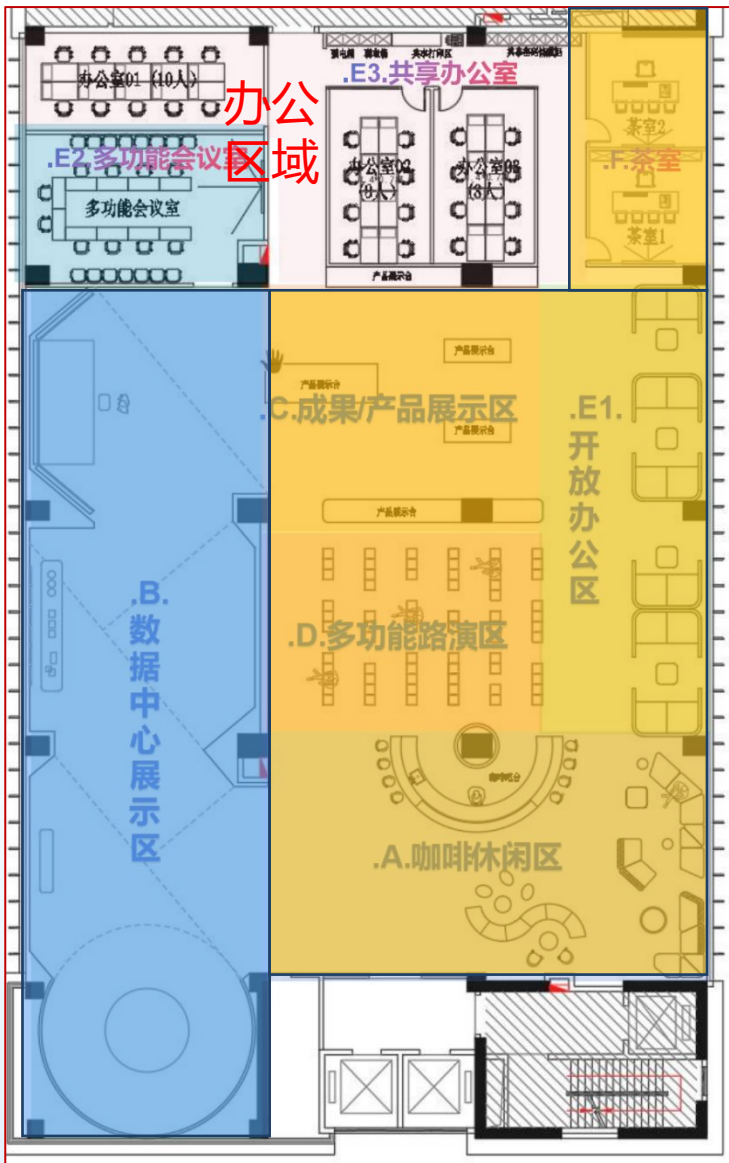 办公室01（10人）
办公
区域
.E2.多功能会议室
多功能会议室
.E3.共享办公室
办公室02
(8人)
办公室03
(8人)
产品展示台
茶室2
.F.茶室
茶室1
产品展示台
产品展示台
.C.成果/产品展示区
产品展示台
.E1.
开放办公区
产品展示台
.D.多功能路演区
.B.
数据中心展示区
.A.咖啡休闲区